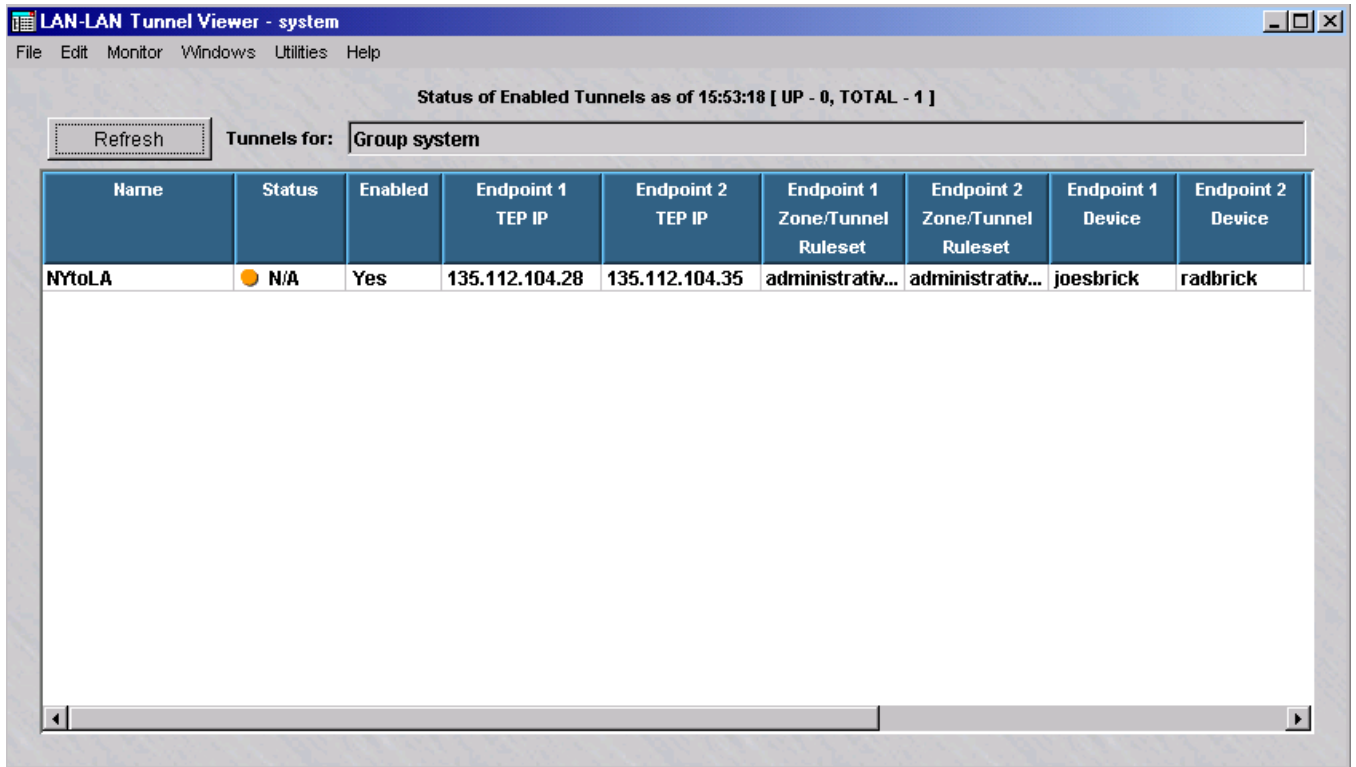 LAN-LAN Tunnel Viewer - system
File Edit Monitor Windows Utilities Help
Status of Enabled Tunnels as of 15:53:18 [ UP - 0, TOTAL - 1 ]
Refresh Tunnels for: Group system
Name Status Enabled Endpoint 1 TEP IP Endpoint 2 TEP IP Endpoint 1 Zone/Tunnel Ruleset Endpoint 2 Zone/Tunnel Ruleset Endpoint 1 Device Endpoint 2 Device
NYtoLA N/A Yes 135.112.104.28 135.112.104.35 administrativ... administrativ... joesbrick radbrick